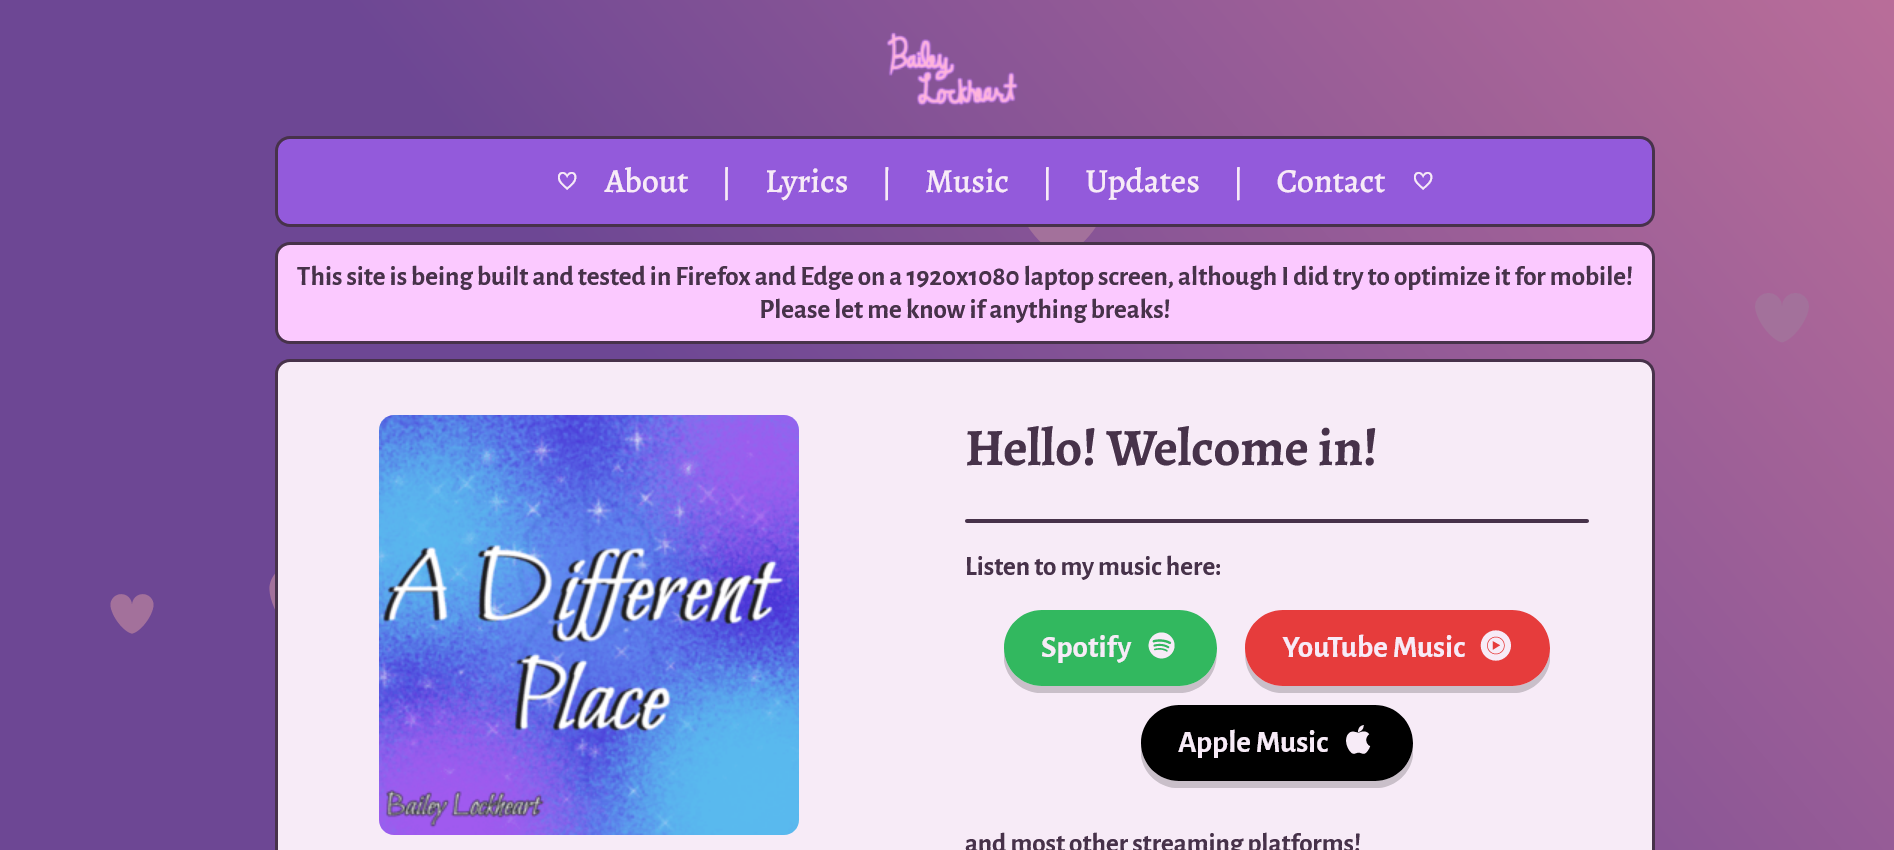 Bailey
Lockheart
♡ About | Lyrics | Music | Updates | Contact ♡
This site is being built and tested in Firefox and Edge on a 1920x1080 laptop screen, although I did try to optimize it for mobile!
Please let me know if anything breaks!
A Different
Place
Bailey Lockheart
Hello! Welcome in!
Listen to my music here:
Spotify
YouTube Music
Apple Music
and most other streaming platforms!